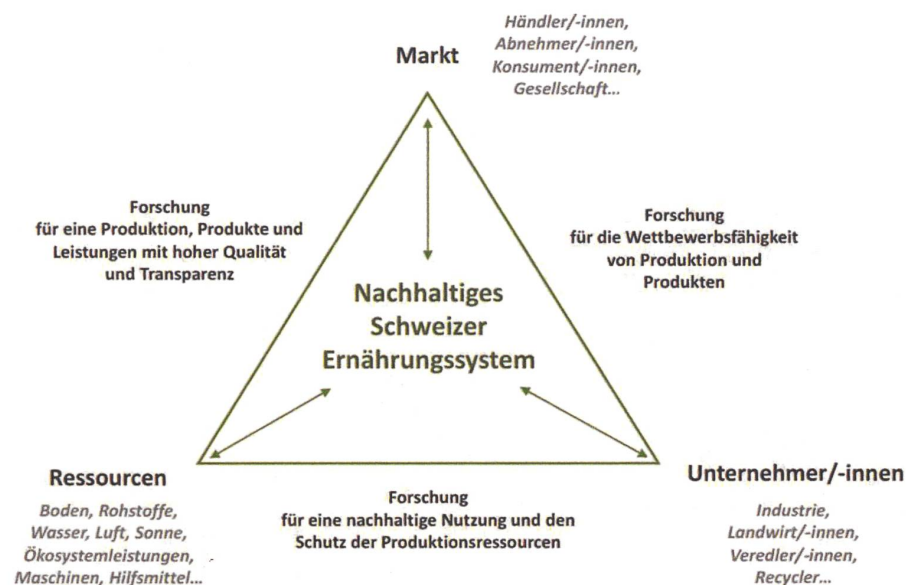 Markt
Händler/-innen,
Abnehmer/-innen,
Konsument/-innen,
Gesellschaft...
Forschung
für eine Produktion, Produkte und
Leistungen mit hoher Qualität
und Transparenz
Forschung
für die Wettbewerbsfähigkeit
von Produktion und
Produkten
Nachhaltiges
Schweizer
Ernährungssystem
Ressourcen
Boden, Rohstoffe,
Wasser, Luft, Sonne,
Ökosystemleistungen,
Maschinen, Hilfsmittel...
Forschung
für eine nachhaltige Nutzung und den
Schutz der Produktionsressourcen
Unternehmer/-innen
Industrie,
Landwirt/-innen,
Veredler/-innen,
Recycler...